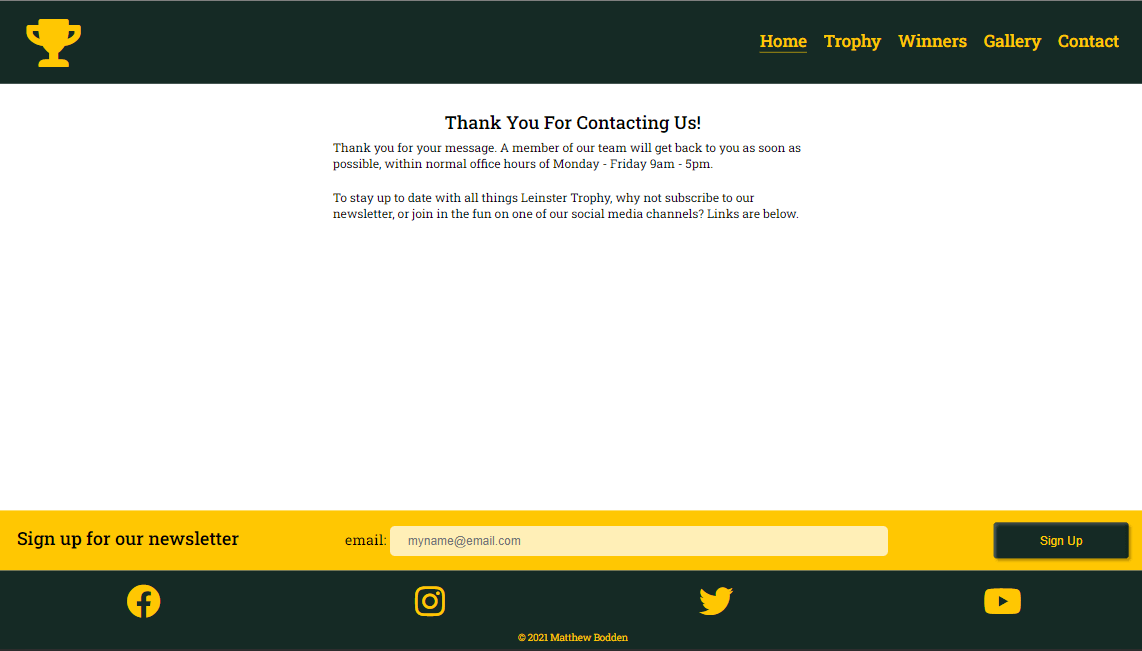 Home Trophy Winners Gallery Contact
Thank You For Contacting Us!
Thank you for your message. A member of our team will get back to you as soon as
possible, within normal office hours of Monday - Friday 9am - 5pm.
To stay up to date with all things Leinster Trophy, why not subscribe to our
newsletter, or join in the fun on one of our social media channels? Links are below.
Sign up for our newsletter email: myname@email.com Sign Up
© 2021 Matthew Bodden